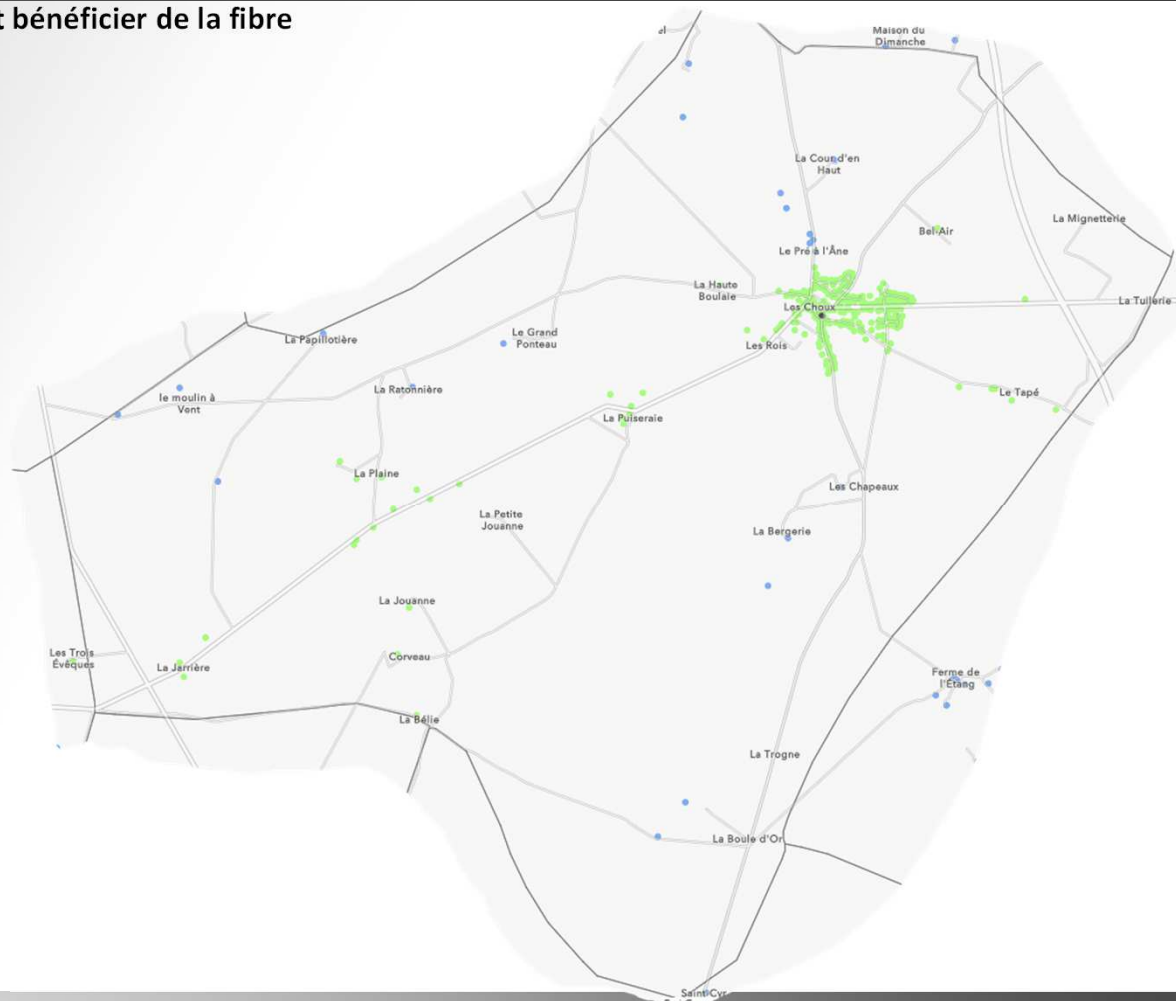 t bénéficier de la fibre
el
Maison du
Dimanche
La Cour d'en
Haut
La Mignetterie
Bel-Air
Le Pré à l'Âne
La Haute
Boulaie
La Tuilerie
Les Choux
La Papillotière
Le Grand
Ponteau
Les Rois
La Ratonnière
Le Tapé
le moulin à
Vent
La Puiseraie
La Plaine
Les Chapeaux
La Petite
Jouanne
La Bergerie
La Jouanne
Les Trois
Évêques
Corveau
La Jarrière
Ferme de
l'Étang
La Bélie
La Trogne
La Boule d'Or
Saint Cyr